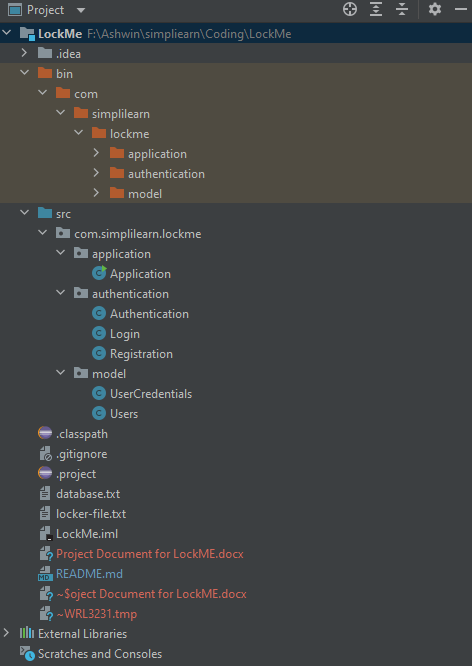 Project
LockMe F:\Ashwin\simpliearn\Coding\LockMe
.idea
bin
com
simplilearn
lockme
application
authentication
model
src
com.simplilearn.lockme
application
Application
authentication
Authentication
Login
Registration
model
UserCredentials
Users
.classpath
.gitignore
.project
database.txt
locker-file.txt
LockMe.iml
Project Document for LockME.docx
README.md
~$oject Document for LockME.docx
~WRL3231.tmp
External Libraries
Scratches and Consoles